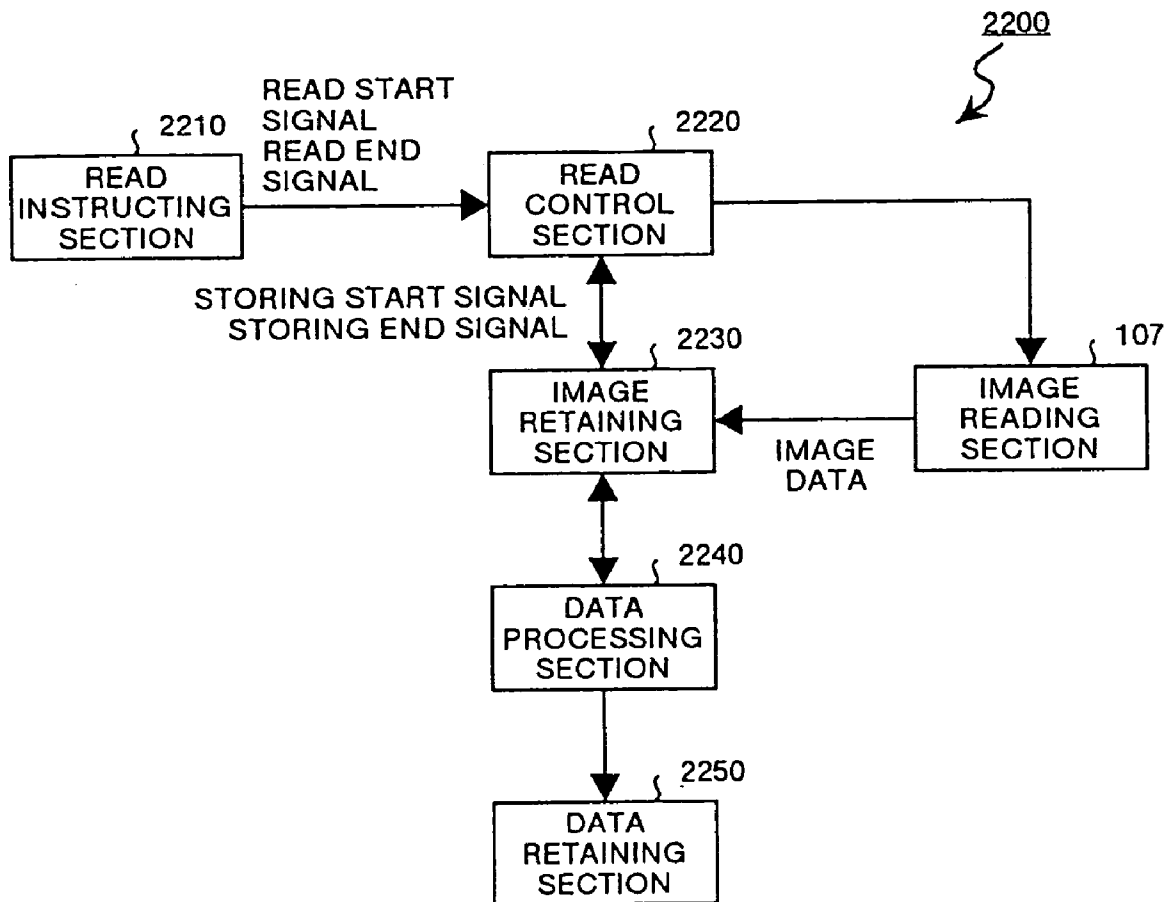 2200
READ START
SIGNAL
READ END
SIGNAL
2210
READ
INSTRUCTING
SECTION
2220
READ
CONTROL
SECTION
STORING START SIGNAL
STORING END SIGNAL
2230
IMAGE
RETAINING
SECTION
107
IMAGE
READING
SECTION
IMAGE
DATA
2240
DATA
PROCESSING
SECTION
2250
DATA
RETAINING
SECTION